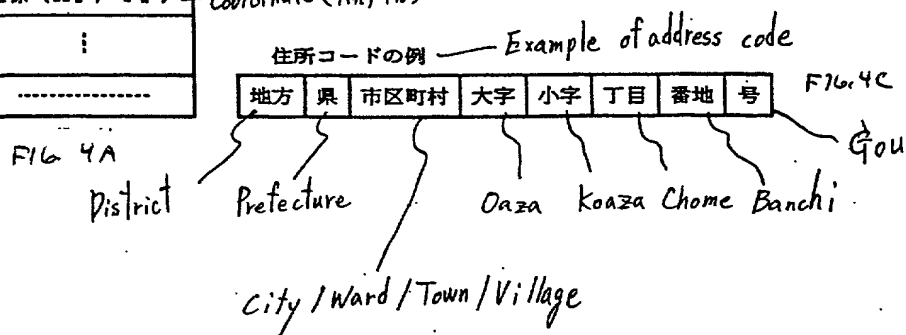 Coordinate
住所コードの例 Example of address code
地方 県 市区町村 大字 小字 丁目 番地 号 FIG. 4C
FIG 4A
Gou
District Prefecture Oaza Koaza Chome Banchi
City/Ward/Town/Village